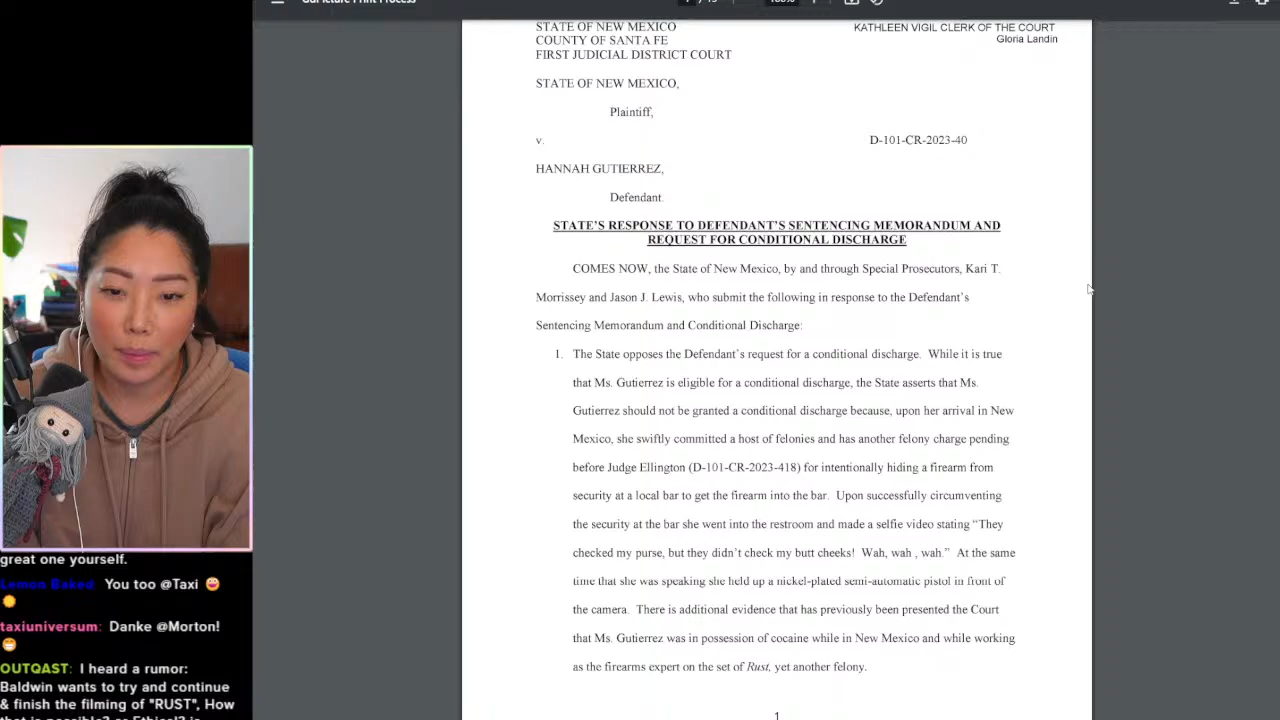 STATE OF NEW MEXICO
COUNTY OF SANTA FE
FIRST JUDICIAL DISTRICT COURT
KATHLEEN VIGIL CLERK OF THE COURT
Gloria Landin
STATE OF NEW MEXICO,
Plaintiff,
v.
D-101-CR-2023-40
HANNAH GUTIERREZ,
Defendant.
STATE'S RESPONSE TO DEFENDANT'S SENTENCING MEMORANDUM AND
REQUEST FOR CONDITIONAL DISCHARGE
COMES NOW, the State of New Mexico, by and through Special Prosecutors, Kari T.
Morrissey and Jason J. Lewis, who submit the following in response to the Defendant's
Sentencing Memorandum and Conditional Discharge:
1. The State opposes the Defendant's request for a conditional discharge. While it is true
that Ms. Gutierrez is eligible for a conditional discharge, the State asserts that Ms.
Gutierrez should not be granted a conditional discharge because, upon her arrival in New
Mexico, she swiftly committed a host of felonies and has another felony charge pending
before Judge Ellington (D-101-CR-2023-418) for intentionally hiding a firearm from
security at a local bar to get the firearm into the bar. Upon successfully circumventing
the security at the bar she went into the restroom and made a selfie video stating “They
checked my purse, but they didn't check my butt cheeks! Wah, wah , wah.” At the same
time that she was speaking she held up a nickel-plated semi-automatic pistol in front of
the camera. There is additional evidence that has previously been presented the Court
that Ms. Gutierrez was in possession of cocaine while in New Mexico and while working
as the firearms expert on the set of Rust, yet another felony.
1
great one yourself.
Lemon Baked: You too @Taxi 😀
🌞
taxiuniversum: Danke @Morton!
😁
OUTQAST: I heard a rumor:
Baldwin wants to try and continue
& finish the filming of "RUST", How